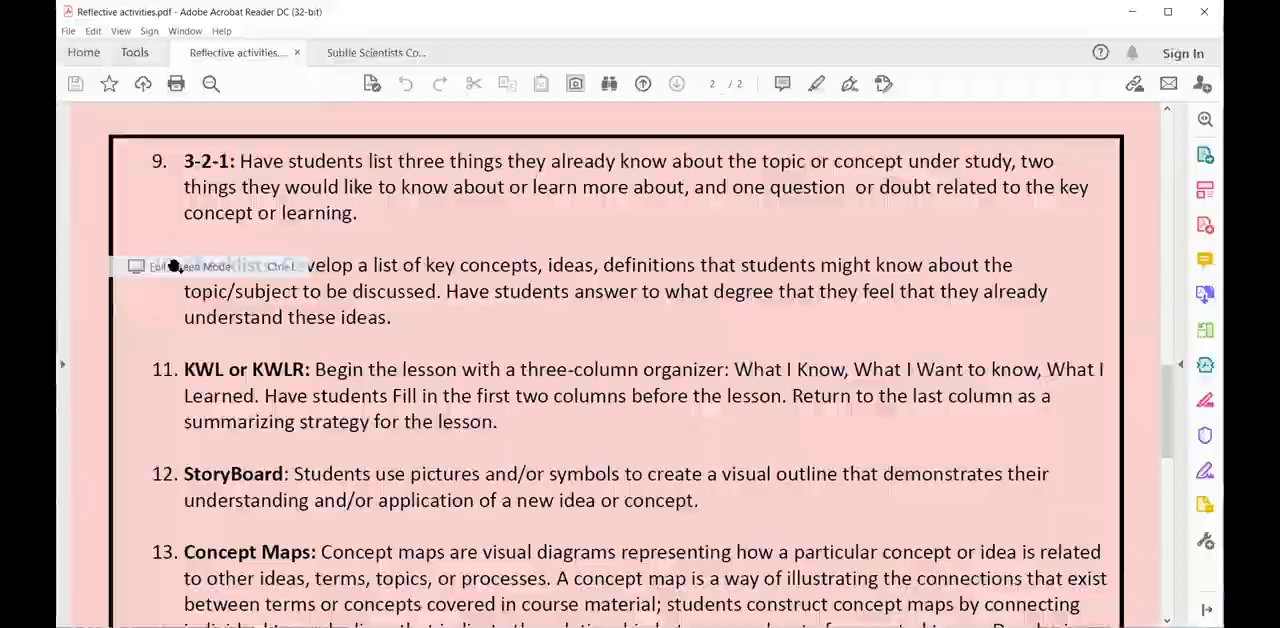 Reflective activities.pdf - Adobe Acrobat Reader DC (32-bit)
File Edit View Sign Window Help
Home Tools Reflective activities.... × Subtle Scientists Co... Sign In
2 / 2
9. 3-2-1: Have students list three things they already know about the topic or concept under study, two
things they would like to know about or learn more about, and one question or doubt related to the key
concept or learning.
Full Screen Mode Ctrl+L velop a list of key concepts, ideas, definitions that students might know about the
topic/subject to be discussed. Have students answer to what degree that they feel that they already
understand these ideas.
11. KWL or KWLR: Begin the lesson with a three-column organizer: What I Know, What I Want to know, What I
Learned. Have students Fill in the first two columns before the lesson. Return to the last column as a
summarizing strategy for the lesson.
12. StoryBoard: Students use pictures and/or symbols to create a visual outline that demonstrates their
understanding and/or application of a new idea or concept.
13. Concept Maps: Concept maps are visual diagrams representing how a particular concept or idea is related
to other ideas, terms, topics, or processes. A concept map is a way of illustrating the connections that exist
between terms or concepts covered in course material; students construct concept maps by connecting